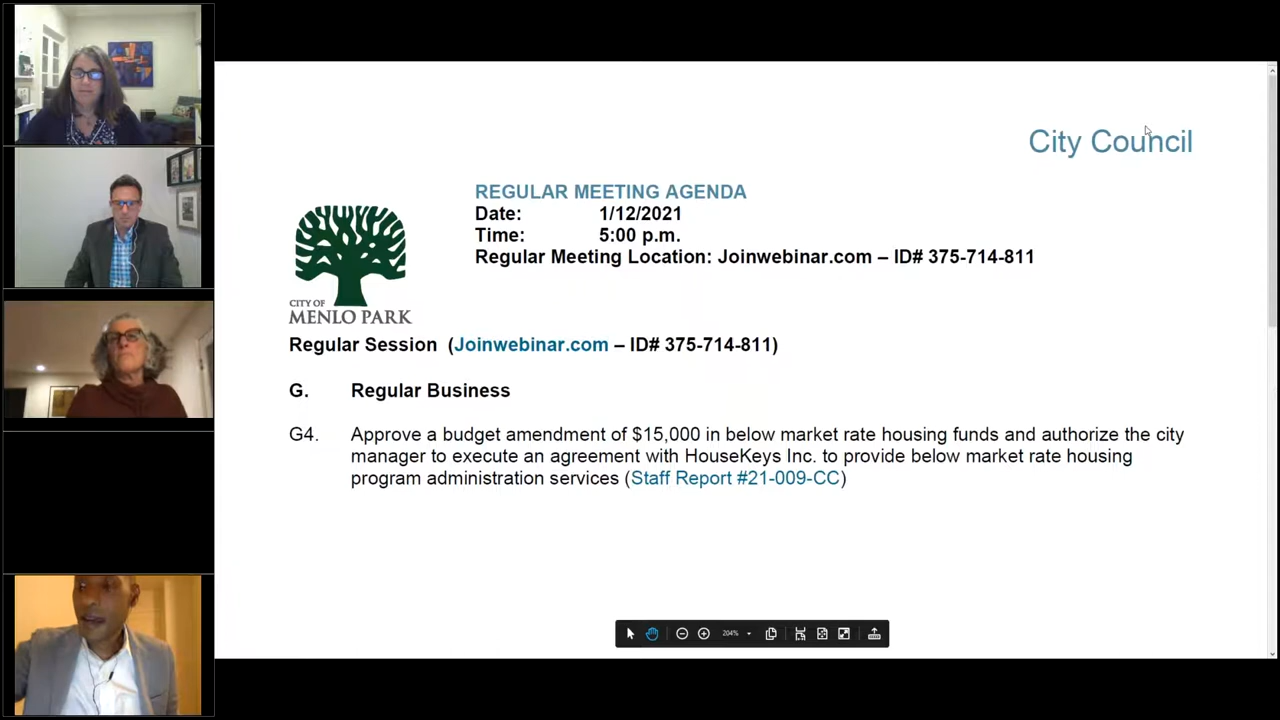 City Council
REGULAR MEETING AGENDA
Date: 1/12/2021
Time: 5:00 p.m.
Regular Meeting Location: Joinwebinar.com – ID# 375-714-811
CITY OF
MENLO PARK
Regular Session (Joinwebinar.com – ID# 375-714-811)
G. Regular Business
G4. Approve a budget amendment of $15,000 in below market rate housing funds and authorize the city
manager to execute an agreement with HouseKeys Inc. to provide below market rate housing
program administration services (Staff Report #21-009-CC)
204%